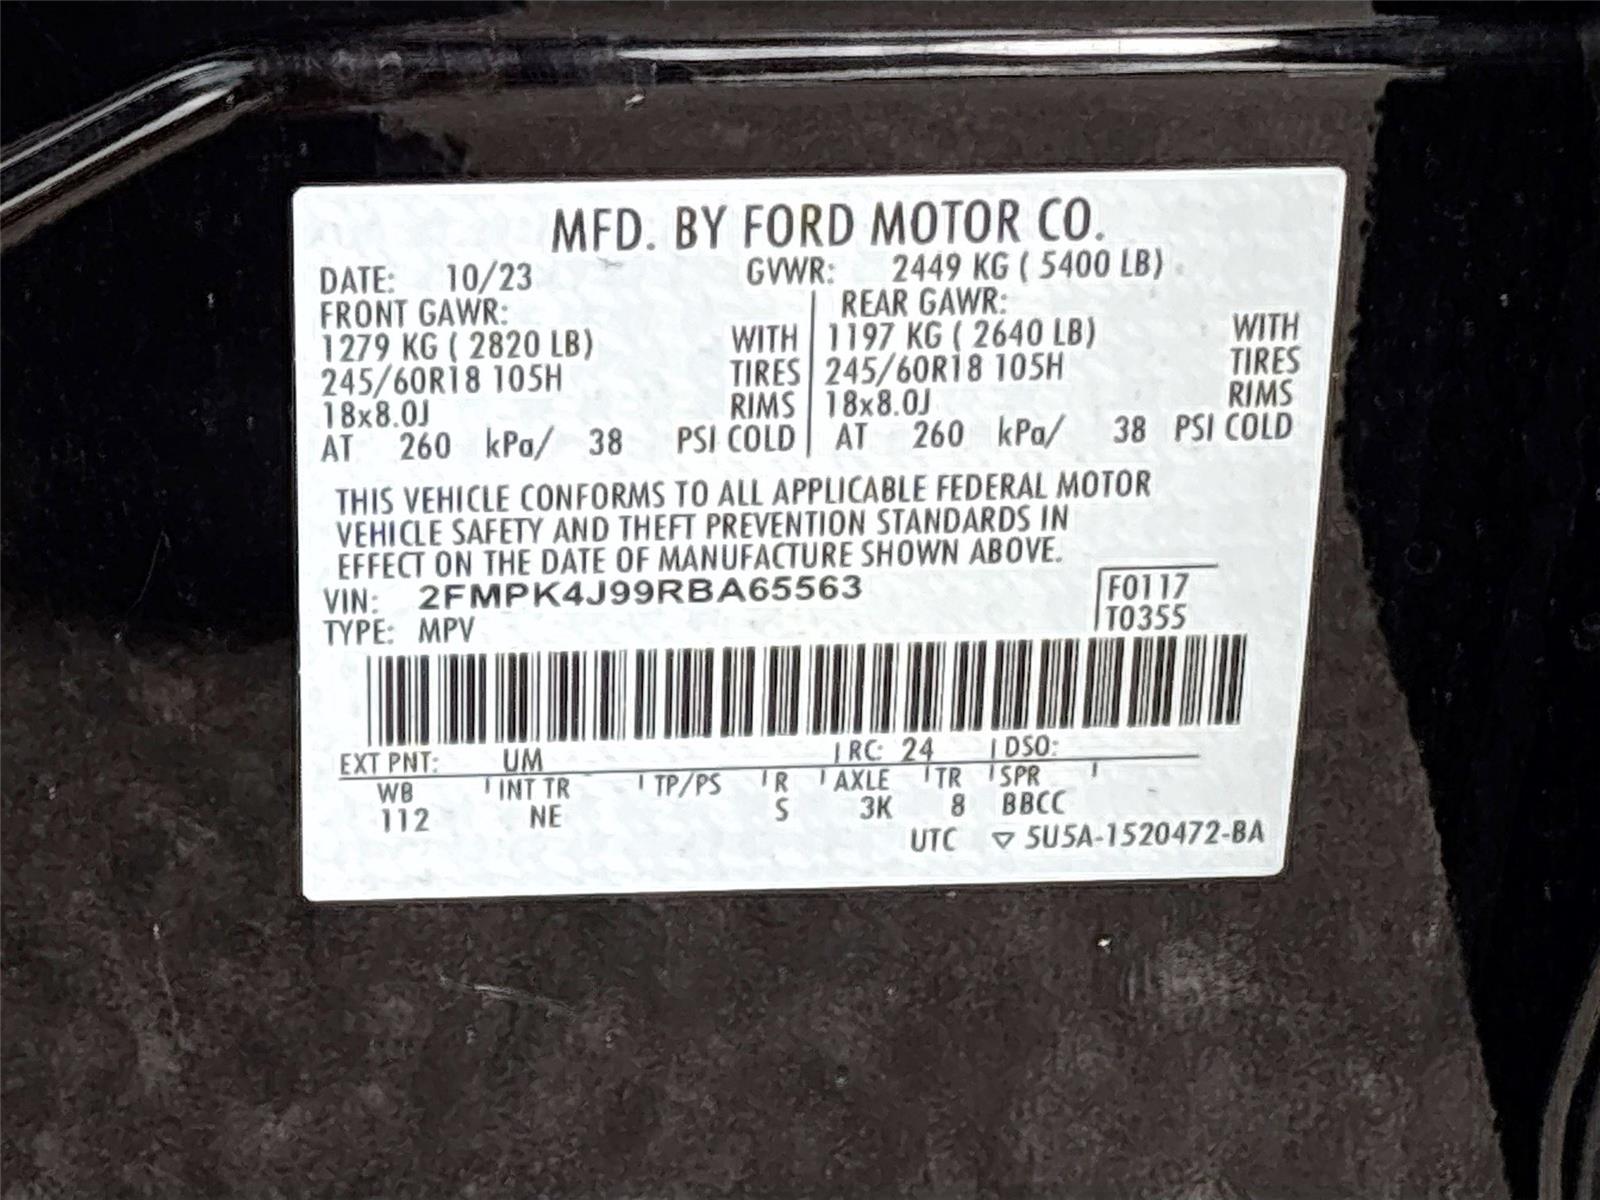 MFD. BY FORD MOTOR CO.
DATE: 10/23 GVWR: 2449 KG ( 5400 LB)
FRONT GAWR: REAR GAWR:
1279 KG ( 2820 LB) WITH 1197 KG ( 2640 LB) WITH
245/60R18 105H TIRES 245/60R18 105H TIRES
18x8.0J RIMS 18x8.0J RIMS
AT 260 kPa/ 38 PSI COLD AT 260 kPa/ 38 PSI COLD
THIS VEHICLE CONFORMS TO ALL APPLICABLE FEDERAL MOTOR
VEHICLE SAFETY AND THEFT PREVENTION STANDARDS IN
EFFECT ON THE DATE OF MANUFACTURE SHOWN ABOVE.
VIN: 2FMPK4J99RBA65563 F0117
TYPE: MPV T0355
EXT PNT: UM RC: 24 DSO:
WB INT TR TP/PS R AXLE TR SPR
112 NE S 3K 8 BBCC
UTC ▽ 5U5A-1520472-BA